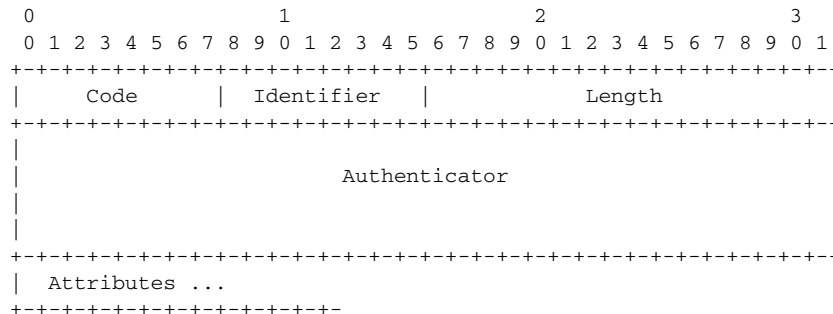 0                   1                   2                   3
 0 1 2 3 4 5 6 7 8 9 0 1 2 3 4 5 6 7 8 9 0 1 2 3 4 5 6 7 8 9 0 1
+-+-+-+-+-+-+-+-+-+-+-+-+-+-+-+-+-+-+-+-+-+-+-+-+-+-+-+-+-+-+-+--
|     Code      |  Identifier   |            Length
+-+-+-+-+-+-+-+-+-+-+-+-+-+-+-+-+-+-+-+-+-+-+-+-+-+-+-+-+-+-+-+--
|
|                         Authenticator
|
|
+-+-+-+-+-+-+-+-+-+-+-+-+-+-+-+-+-+-+-+-+-+-+-+-+-+-+-+-+-+-+-+--
|  Attributes ...
+-+-+-+-+-+-+-+-+-+-+-+-+-